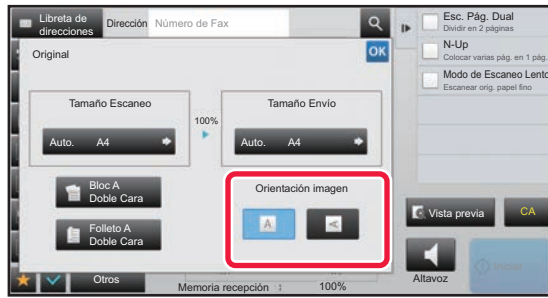 Libreta de
direcciones
Dirección
Número de Fax
Esc. Pág. Dual
Dividir en 2 páginas
N-Up
Colocar varias pág. en 1 pág.
Modo de Escaneo Lento
Escanear orig. papel fino
Original
OK
Tamaño Escaneo
100%
Tamaño Envío
Auto. A4
Auto. A4
Bloc A
Doble Cara
Orientación imagen
A
A
Folleto A
Doble Cara
Vista previa
CA
Otros
Memoria recepción : 100%
Altavoz
Iniciar